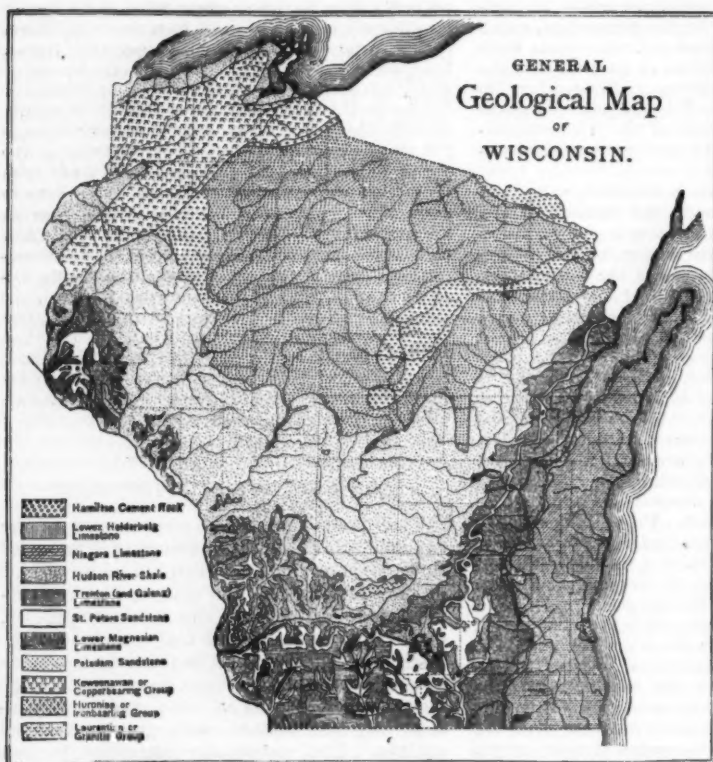 GENERAL
Geological Map
OF
WISCONSIN.
Hamilton Cement Rock
Lower Helderberg
Limestone
Niagara Limestone
Hudson River Shale
Trenton (and Galena)
Limestone
St. Peters Sandstone
Lower Magnesian
Limestone
Potsdam Sandstone
Keweenawan or
Copperbearing Group
Huronian or
Ironbearing Group
Laurentian or
Granitic Group